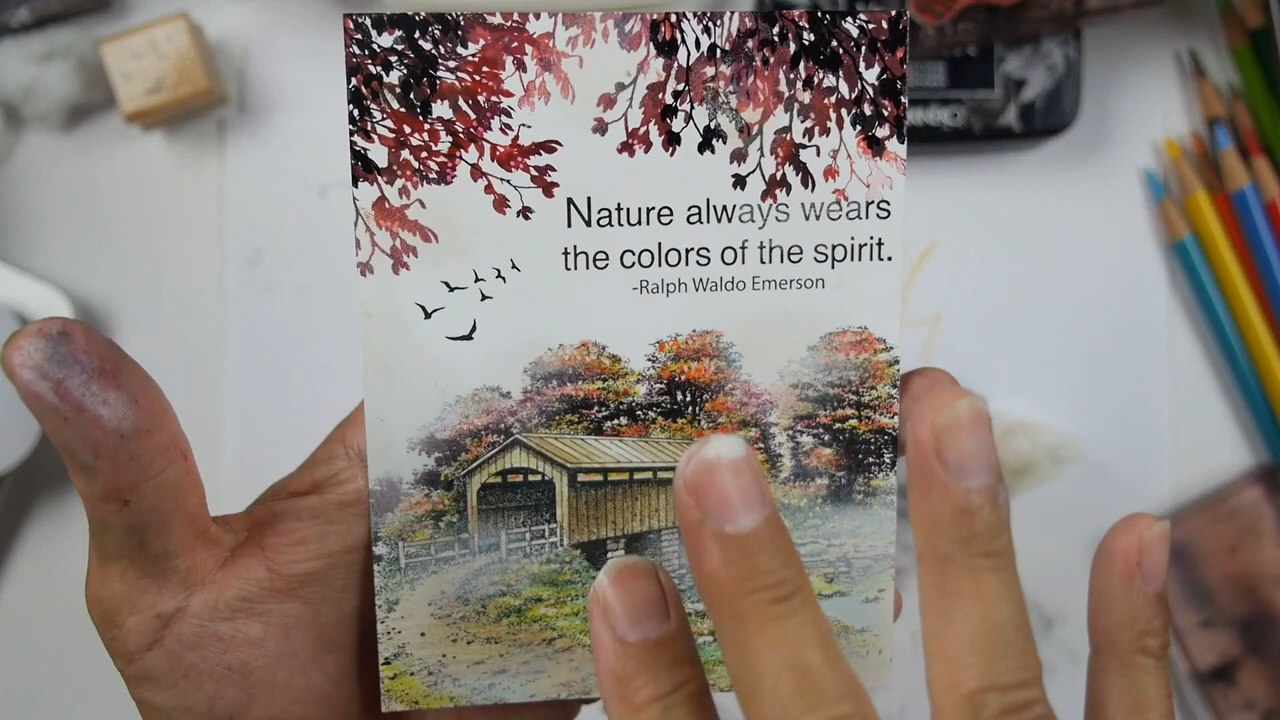 Nature always wears
the colors of the spirit.
-Ralph Waldo Emerson